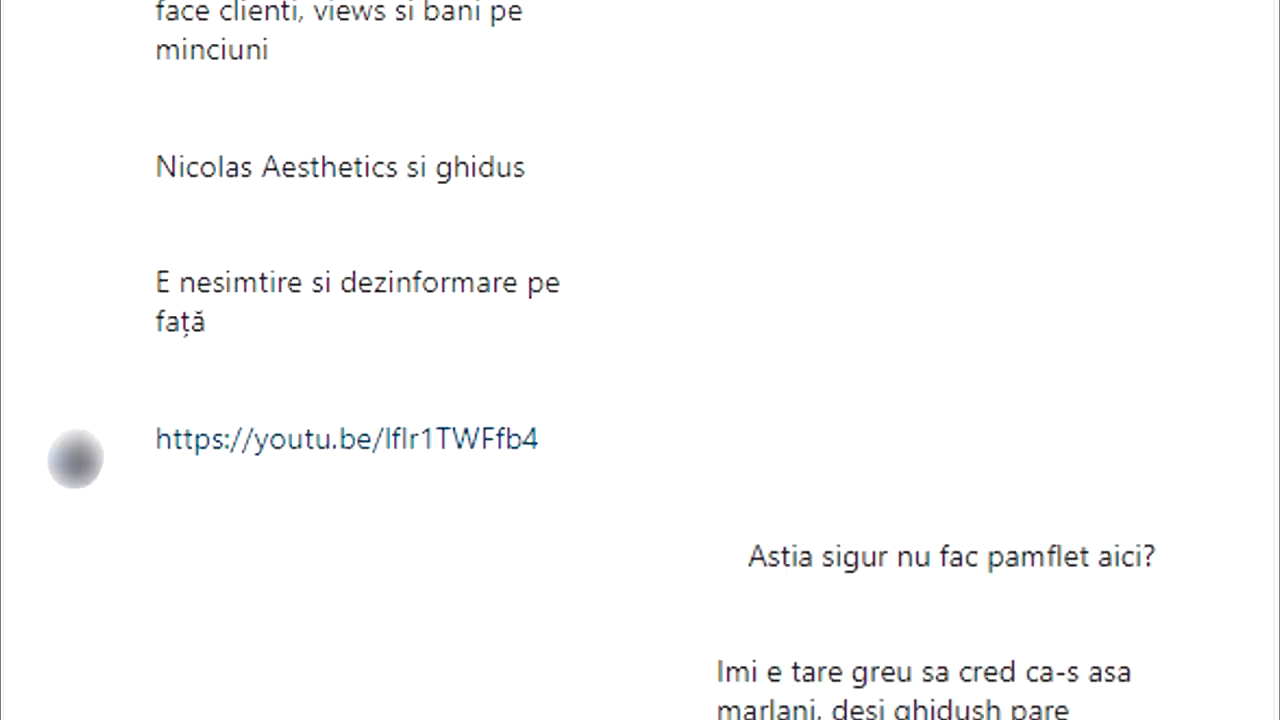 face clienti, views si bani pe
minciuni
Nicolas Aesthetics si ghidus
E nesimtire si dezinformare pe
față
https://youtu.be/lflr1TWFfb4
Astia sigur nu fac pamflet aici?
Imi e tare greu sa cred ca-s asa
marlani, desi ghidush pare